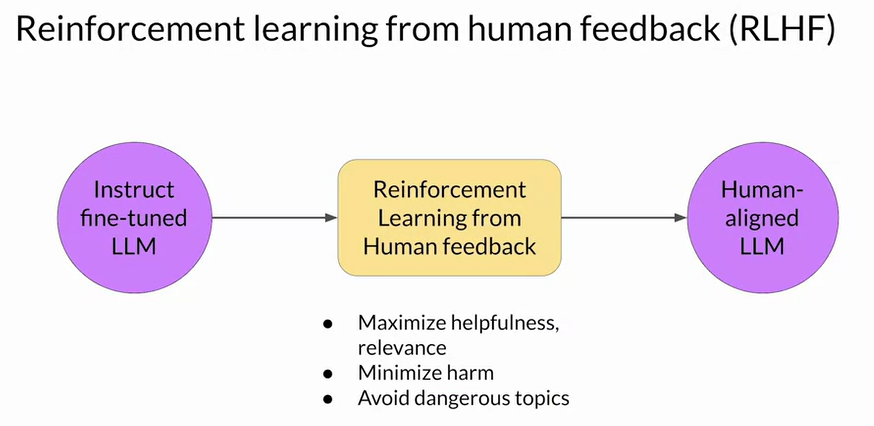 Reinforcement learning from human feedback (RLHF)
Instruct
fine-tuned
LLM
Reinforcement
Learning from
Human feedback
Human-
aligned
LLM
● Maximize helpfulness,
relevance
● Minimize harm
● Avoid dangerous topics